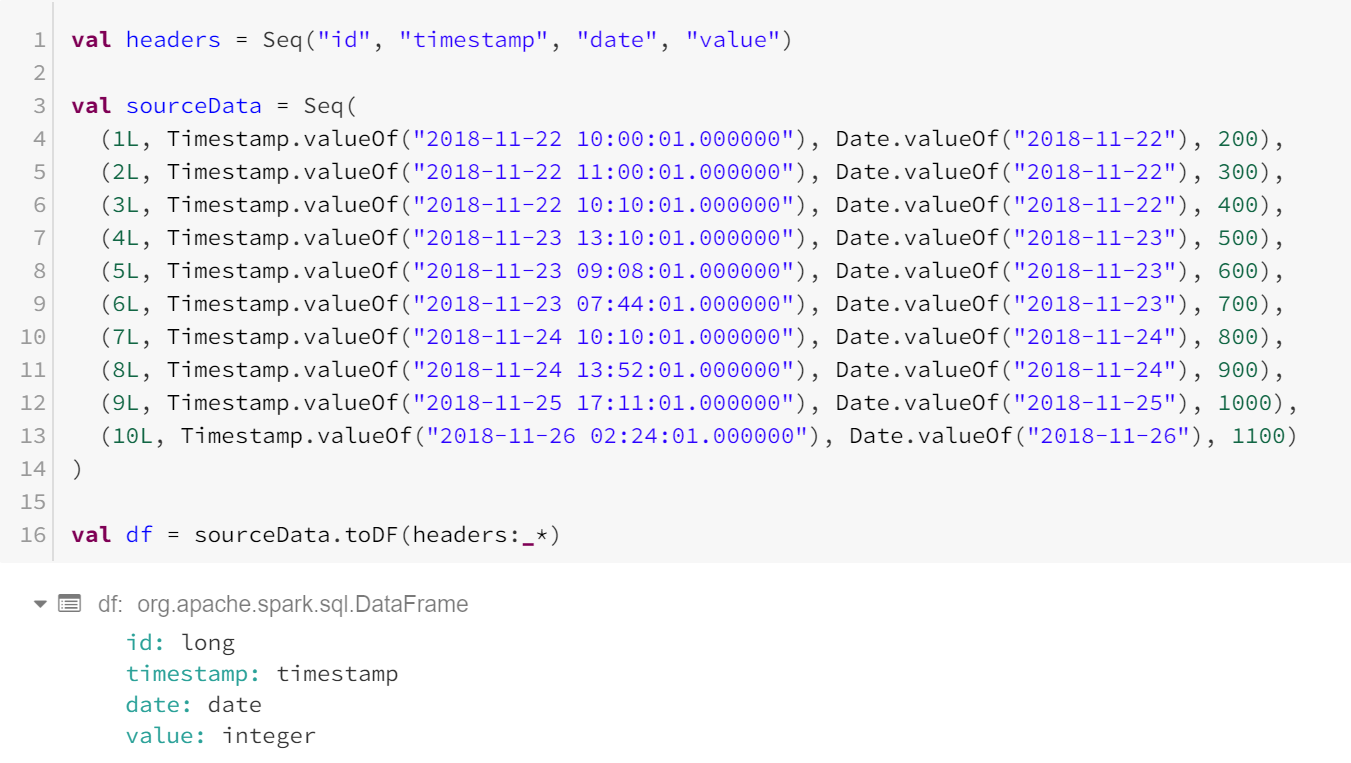 1 val headers = Seq("id", "timestamp", "date", "value")
2
3 val sourceData = Seq(
4   (1L, Timestamp.valueOf("2018-11-22 10:00:01.000000"), Date.valueOf("2018-11-22"), 200),
5   (2L, Timestamp.valueOf("2018-11-22 11:00:01.000000"), Date.valueOf("2018-11-22"), 300),
6   (3L, Timestamp.valueOf("2018-11-22 10:10:01.000000"), Date.valueOf("2018-11-22"), 400),
7   (4L, Timestamp.valueOf("2018-11-23 13:10:01.000000"), Date.valueOf("2018-11-23"), 500),
8   (5L, Timestamp.valueOf("2018-11-23 09:08:01.000000"), Date.valueOf("2018-11-23"), 600),
9   (6L, Timestamp.valueOf("2018-11-23 07:44:01.000000"), Date.valueOf("2018-11-23"), 700),
10   (7L, Timestamp.valueOf("2018-11-24 10:10:01.000000"), Date.valueOf("2018-11-24"), 800),
11   (8L, Timestamp.valueOf("2018-11-24 13:52:01.000000"), Date.valueOf("2018-11-24"), 900),
12   (9L, Timestamp.valueOf("2018-11-25 17:11:01.000000"), Date.valueOf("2018-11-25"), 1000),
13   (10L, Timestamp.valueOf("2018-11-26 02:24:01.000000"), Date.valueOf("2018-11-26"), 1100)
14 )
15
16 val df = sourceData.toDF(headers:_*)
df: org.apache.spark.sql.DataFrame
id: long
timestamp: timestamp
date: date
value: integer